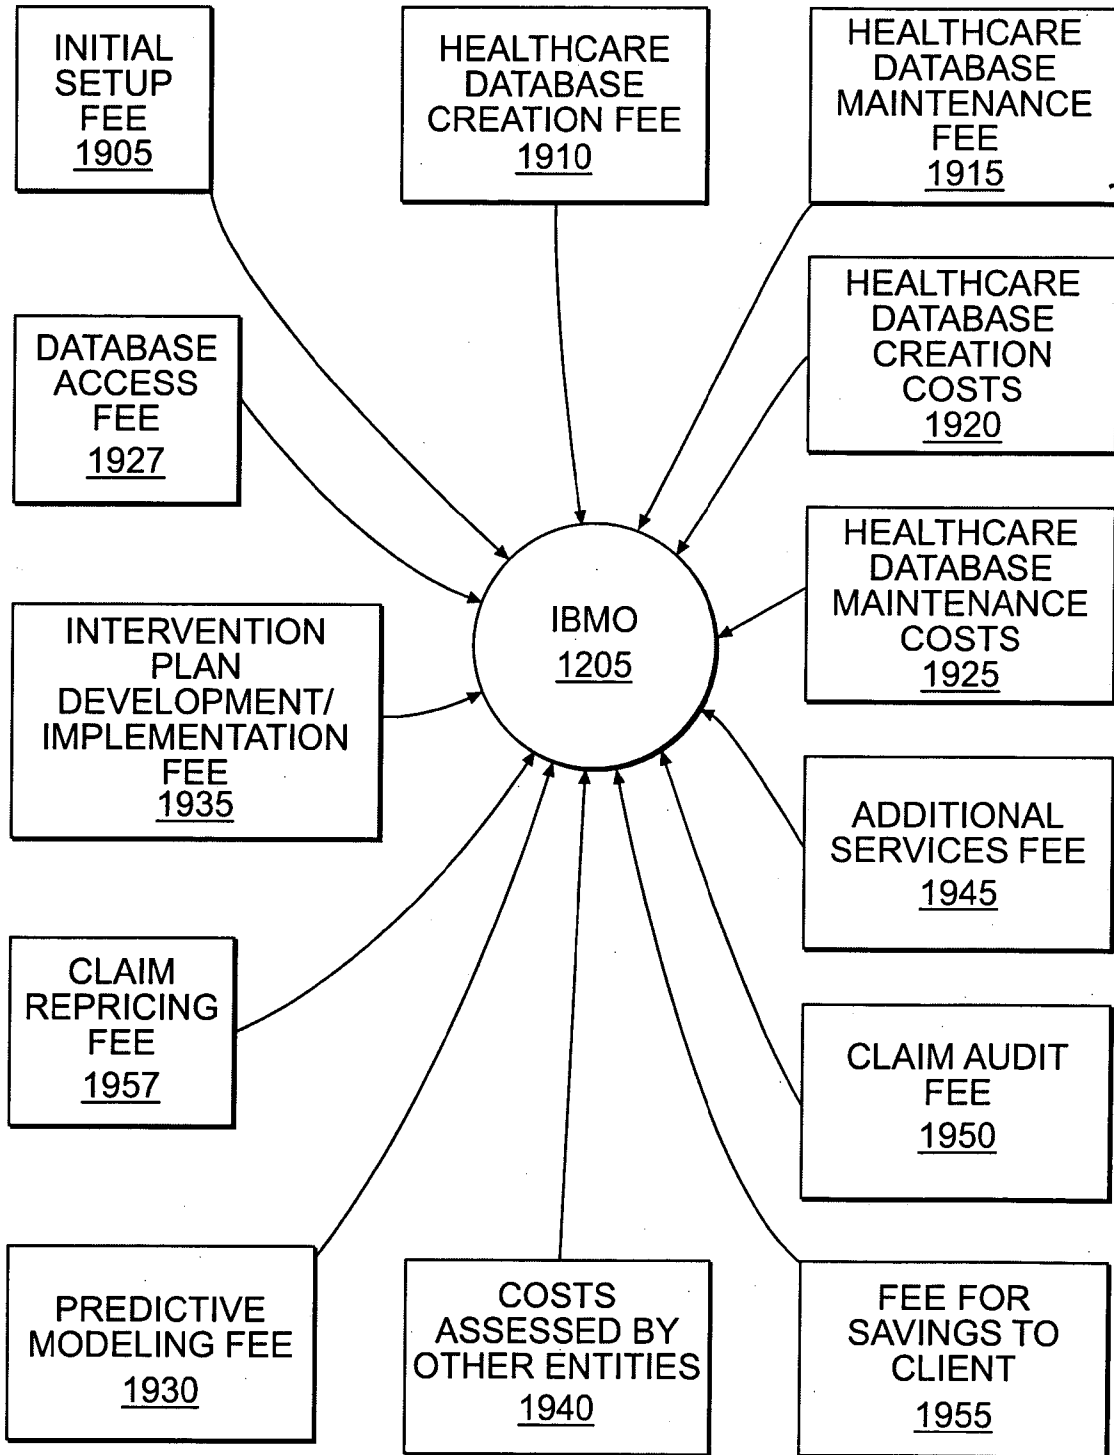 INITIAL
SETUP
FEE
1905
HEALTHCARE
DATABASE
CREATION FEE
1910
HEALTHCARE
DATABASE
MAINTENANCE
FEE
1915
DATABASE
ACCESS
FEE
1927
HEALTHCARE
DATABASE
CREATION
COSTS
1920
IBMO
1205
HEALTHCARE
DATABASE
MAINTENANCE
COSTS
1925
INTERVENTION
PLAN
DEVELOPMENT/
IMPLEMENTATION
FEE
1935
ADDITIONAL
SERVICES FEE
1945
CLAIM
REPRICING
FEE
1957
CLAIM AUDIT
FEE
1950
PREDICTIVE
MODELING FEE
1930
COSTS
ASSESSED BY
OTHER ENTITIES
1940
FEE FOR
SAVINGS TO
CLIENT
1955